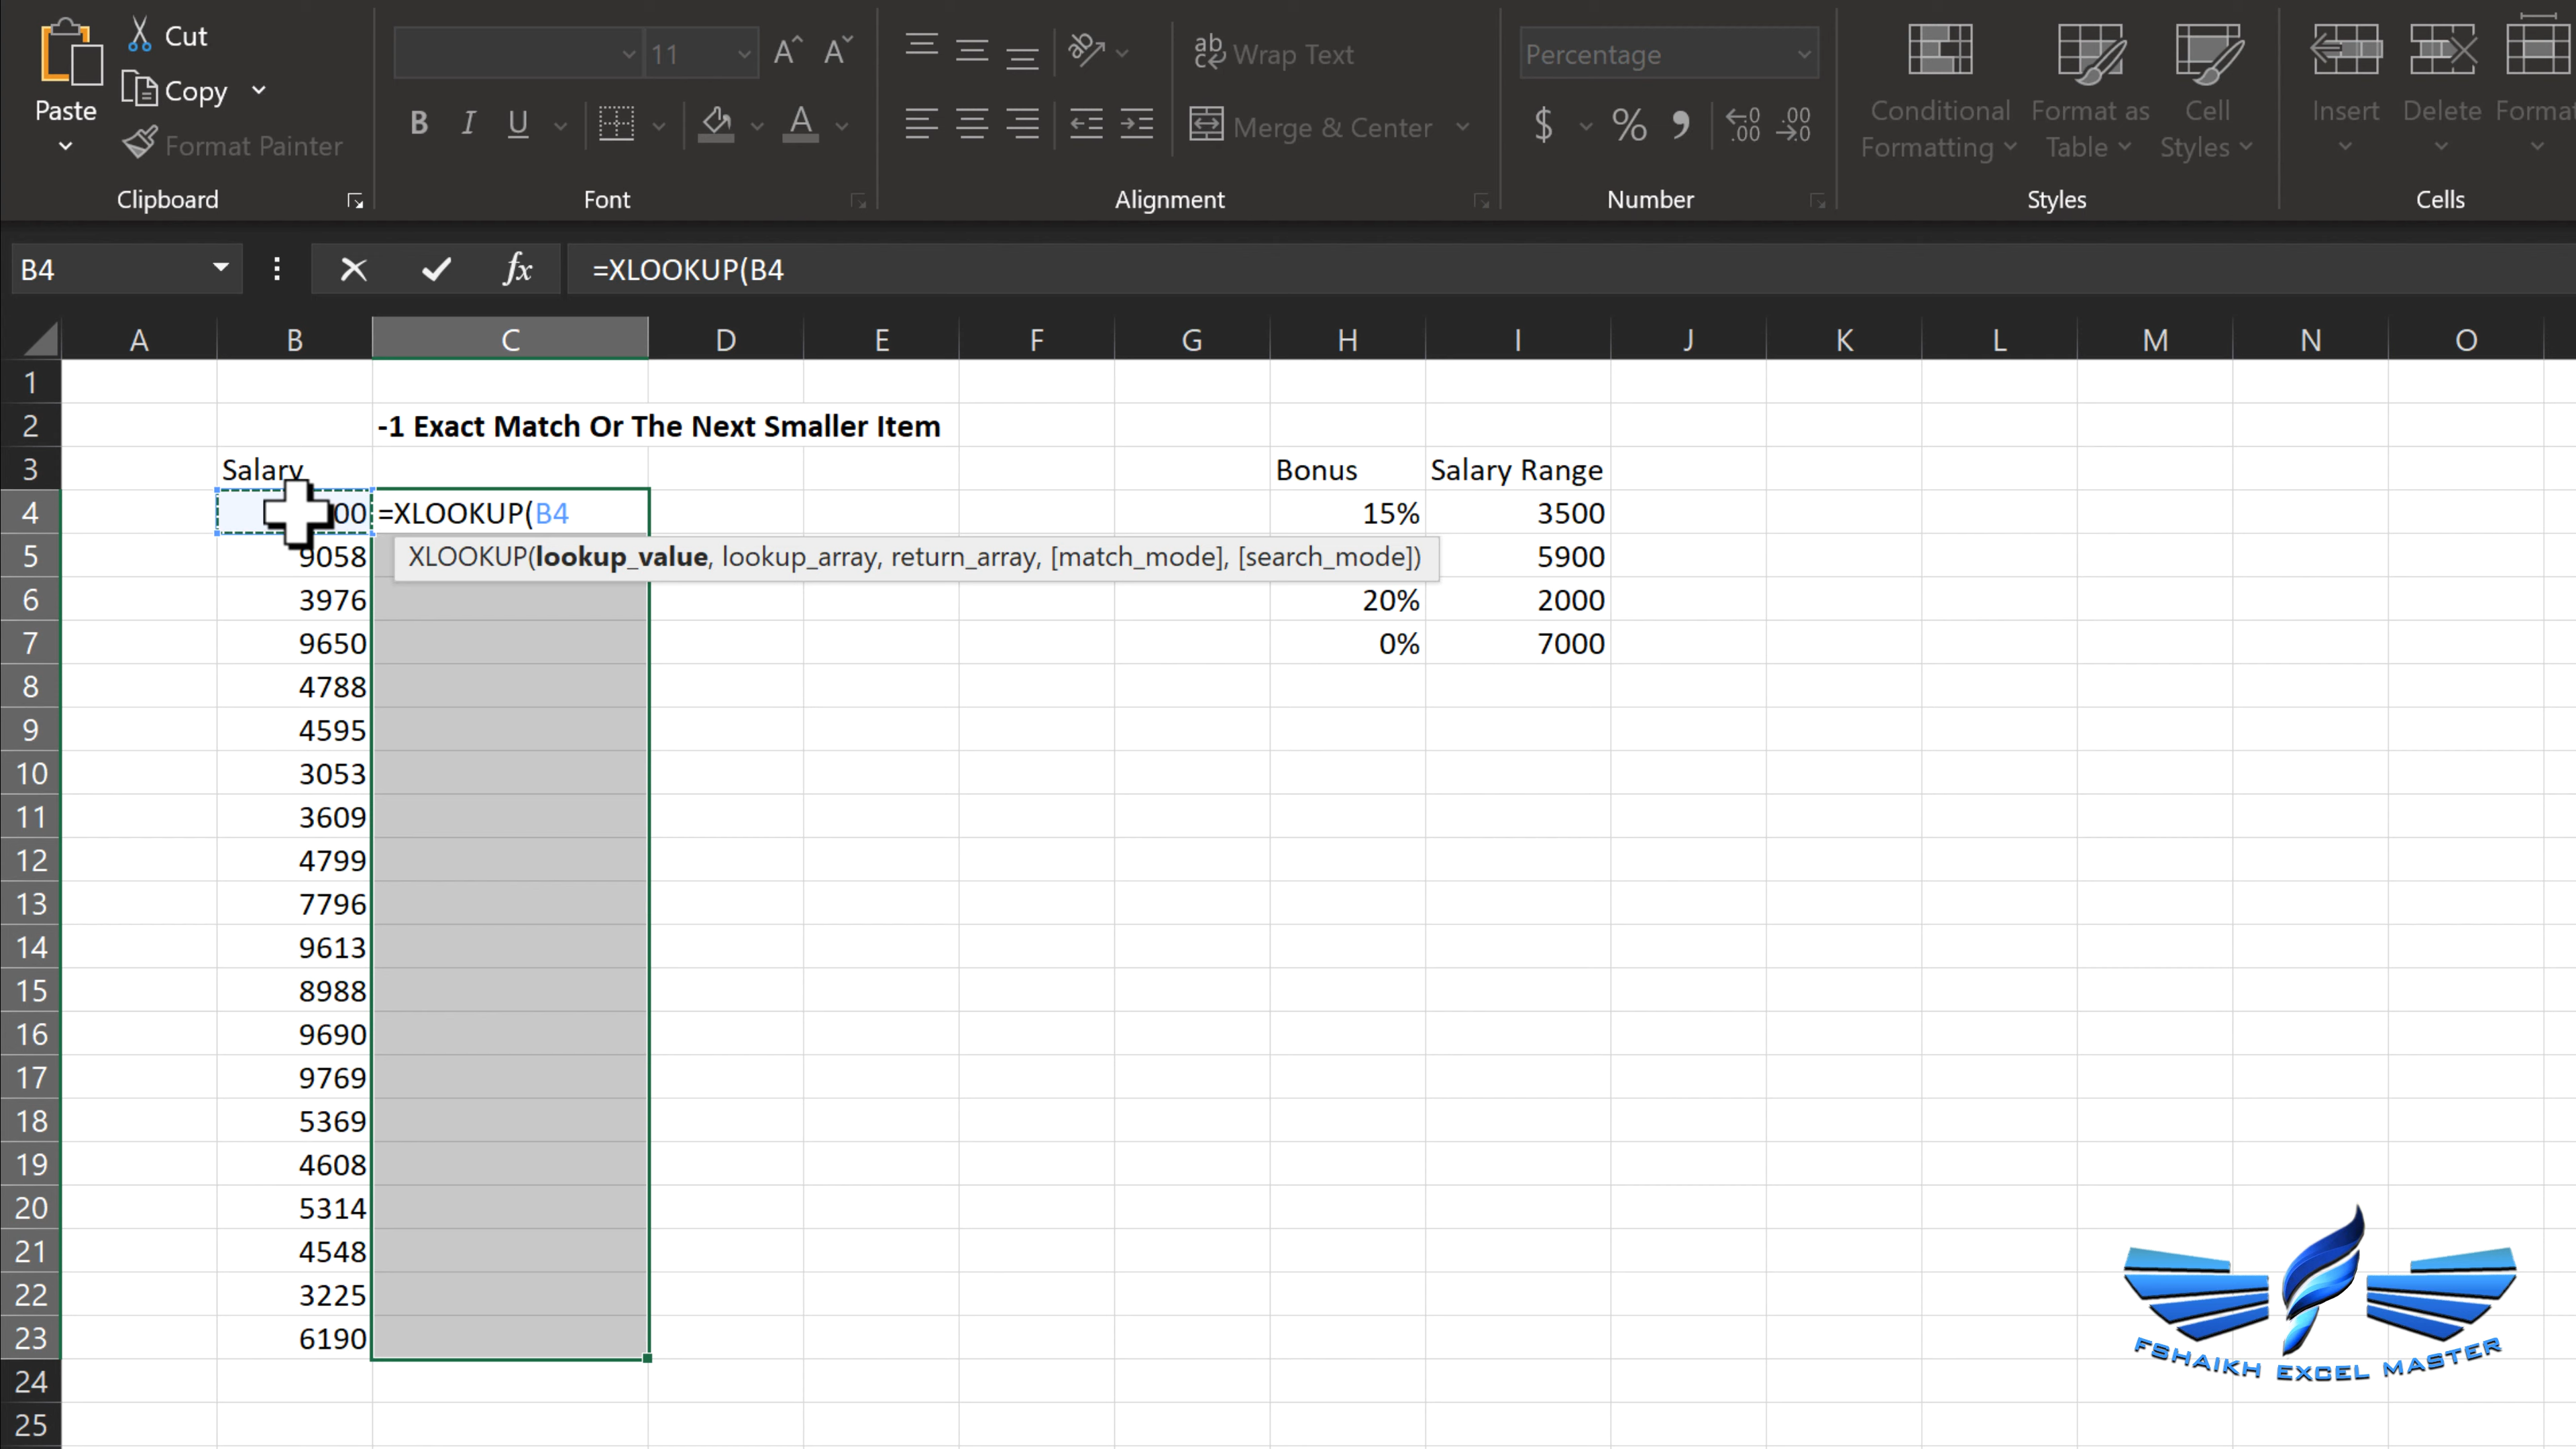 Cut
Copy
Paste
Format Painter
Clipboard
11
B I U
Font
Wrap Text
Merge & Center
Alignment
Percentage
$ % 9
Number
Conditional Formatting
Format as Table
Cell Styles
Styles
Insert
Delete
Format
Cells
B4 fx =XLOOKUP(B4
A B C D E F G H I J K L M N O
1
2 -1 Exact Match Or The Next Smaller Item
3 Salary Bonus Salary Range
4 00 =XLOOKUP(B4 15% 3500
5 9058 XLOOKUP(lookup_value, lookup_array, return_array, [match_mode], [search_mode]) 5900
6 3976 20% 2000
7 9650 0% 7000
8 4788
9 4595
10 3053
11 3609
12 4799
13 7796
14 9613
15 8988
16 9690
17 9769
18 5369
19 4608
20 5314
21 4548
22 3225
23 6190
24
25
FSHAIKH EXCEL MASTER